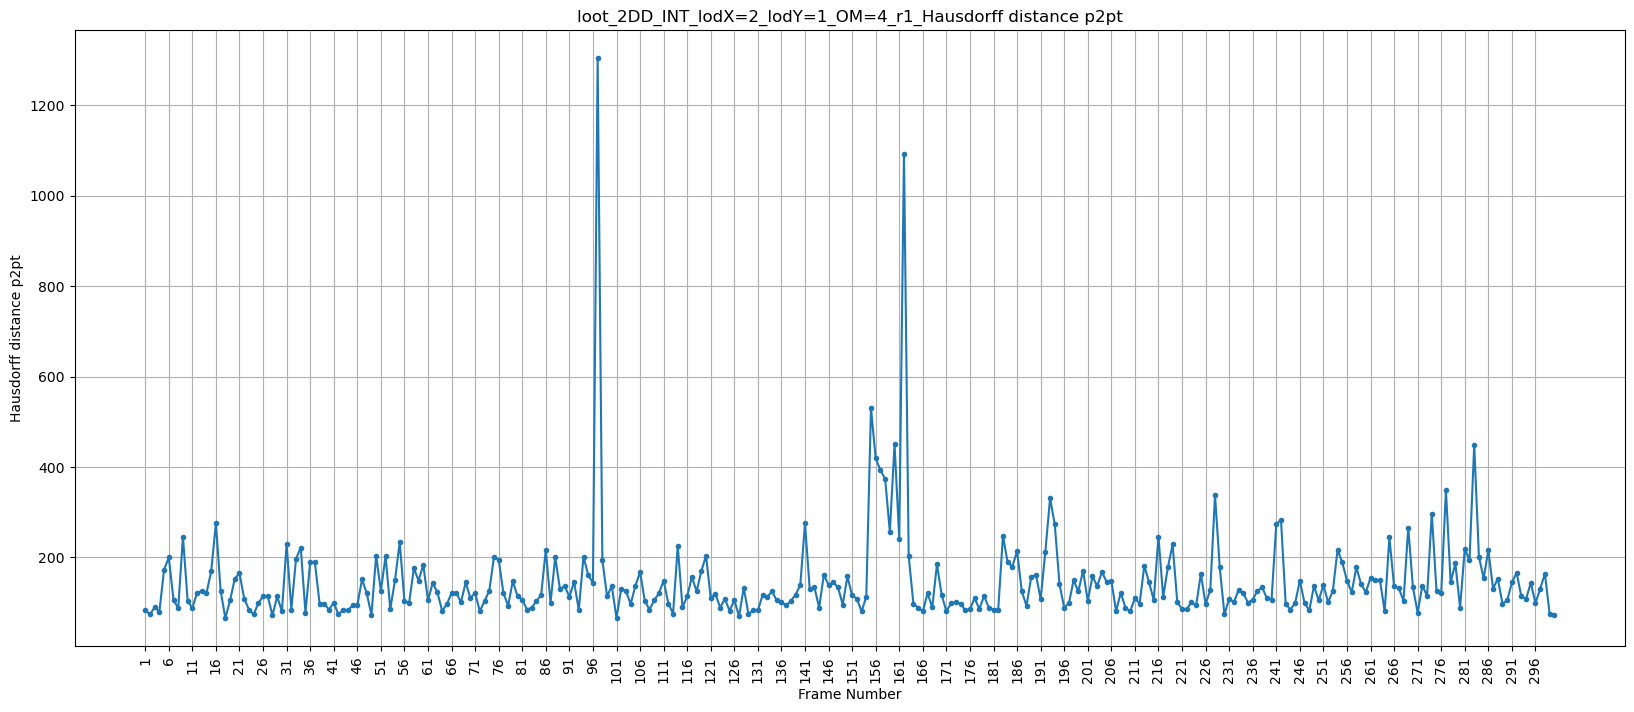 loot_2DD_INT_lodX=2_lodY=1_OM=4_r1_Hausdorff distance p2pt
Hausdorff distance p2pt
1200
1000
800
600
400
200
1 6 11 16 21 26 31 36 41 46 51 56 61 66 71 76 81 86 91 96 101 106 111 116 121 126 131 136 141 146 151 156 161 166 171 176 181 186 191 196 201 206 211 216 221 226 231 236 241 246 251 256 261 266 271 276 281 286 291 296
Frame Number